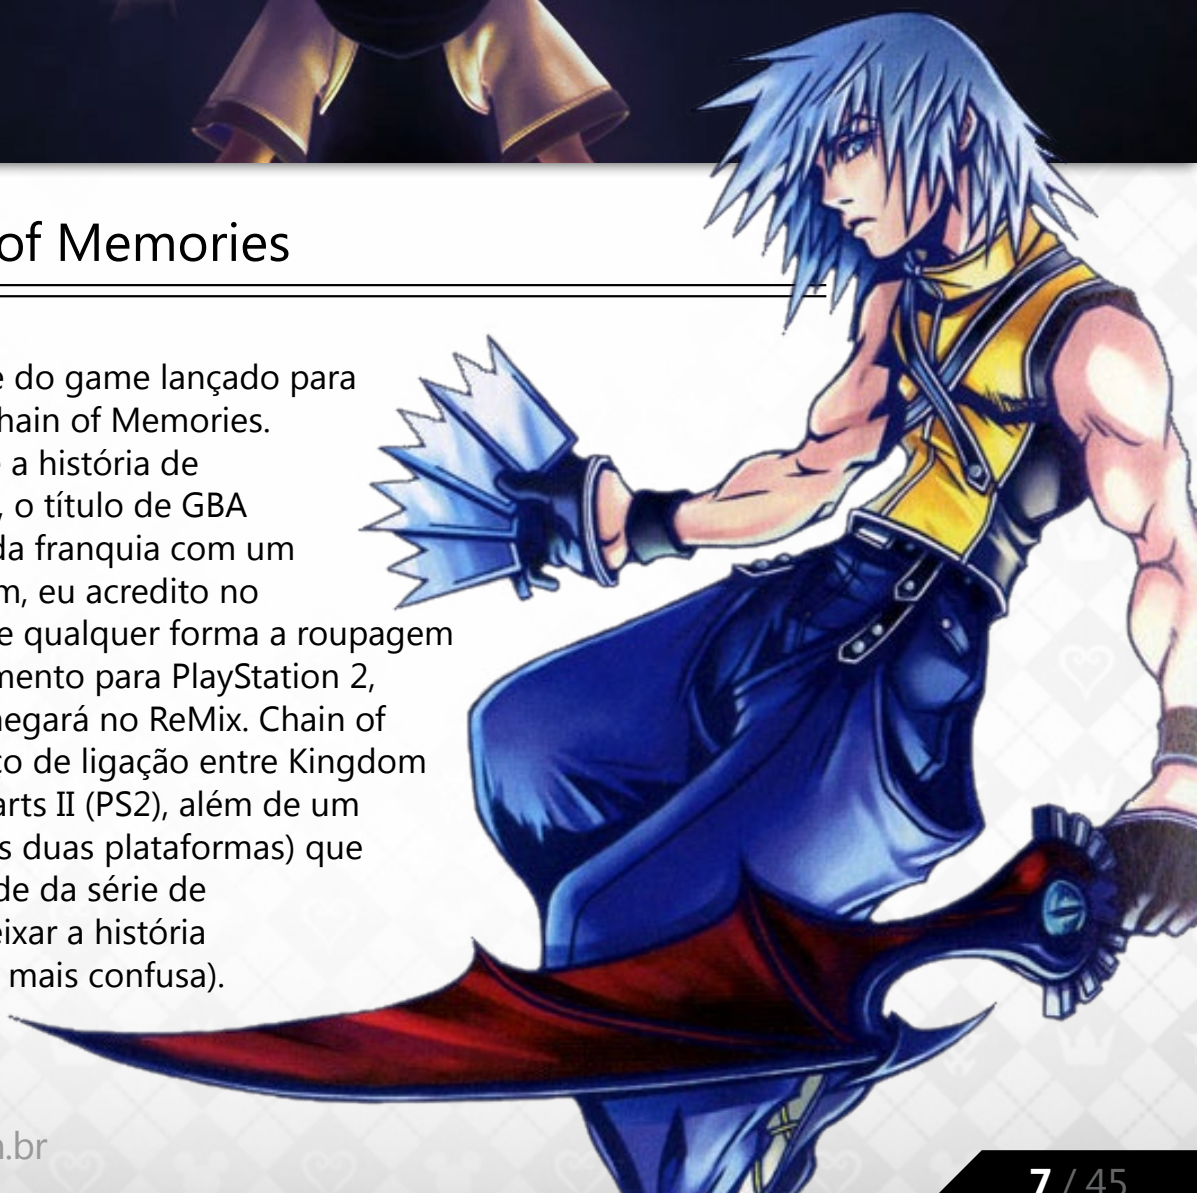 of Memories
do game lançado para
hain of Memories.
a história de
, o título de GBA
da franquia com um
m, eu acredito no
e qualquer forma a roupagem
mento para PlayStation 2,
hegará no ReMix. Chain of
co de ligação entre Kingdom
arts II (PS2), além de um
s duas plataformas) que
de da série de
eixar a história
mais confusa).
.br
7 / 45